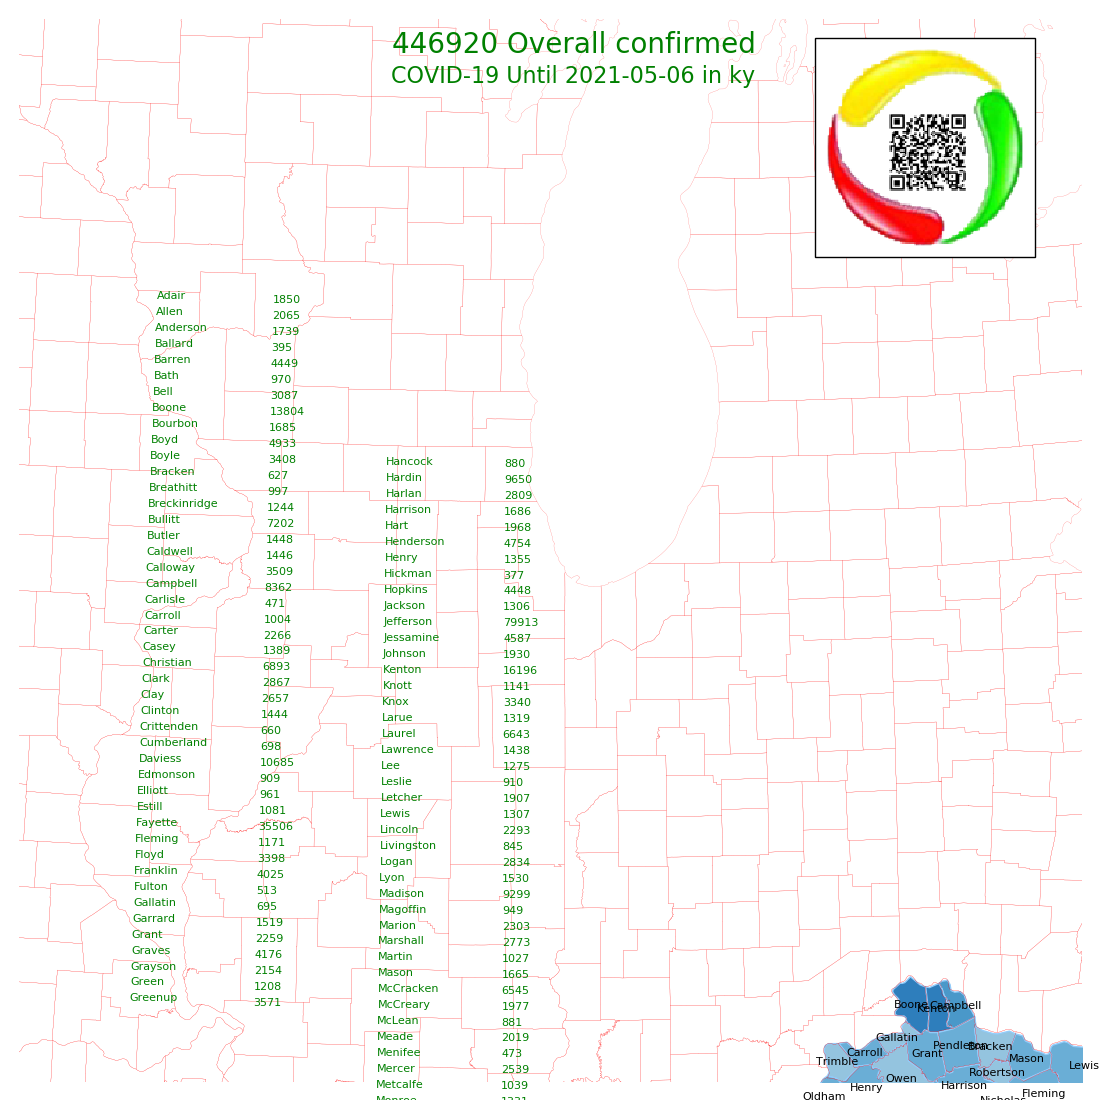 446920 Overall confirmed
COVID-19 Until 2021-05-06 in ky
Adair 1850
Allen 2065
Anderson 1739
Ballard 395
Barren 4449
Bath 970
Bell 3087
Boone 13804
Bourbon 1685
Boyd 4933
Boyle 3408
Bracken 627
Breathitt 997
Breckinridge 1244
Bullitt 7202
Butler 1448
Caldwell 1446
Calloway 3509
Campbell 8362
Carlisle 471
Carroll 1004
Carter 2266
Casey 1389
Christian 6893
Clark 2867
Clay 2657
Clinton 1444
Crittenden 660
Cumberland 698
Daviess 10685
Edmonson 909
Elliott 961
Estill 1081
Fayette 35506
Fleming 1171
Floyd 3398
Franklin 4025
Fulton 513
Gallatin 695
Garrard 1519
Grant 2259
Graves 4176
Grayson 2154
Green 1208
Greenup 3571
Hancock 880
Hardin 9650
Harlan 2809
Harrison 1686
Hart 1968
Henderson 4754
Henry 1355
Hickman 377
Hopkins 4448
Jackson 1306
Jefferson 79913
Jessamine 4587
Johnson 1930
Kenton 16196
Knott 1141
Knox 3340
Larue 1319
Laurel 6643
Lawrence 1438
Lee 1275
Leslie 910
Letcher 1907
Lewis 1307
Lincoln 2293
Livingston 845
Logan 2834
Lyon 1530
Madison 9299
Magoffin 949
Marion 2303
Marshall 2773
Martin 1027
Mason 1665
McCracken 6545
McCreary 1977
McLean 881
Meade 2019
Menifee 473
Mercer 2539
Metcalfe 1039
Boone
Kenton
Campbell
Gallatin
Carroll
Grant
Pendleton
Bracken
Trimble
Mason
Lewis
Owen
Robertson
Henry
Harrison
Oldham
Fleming